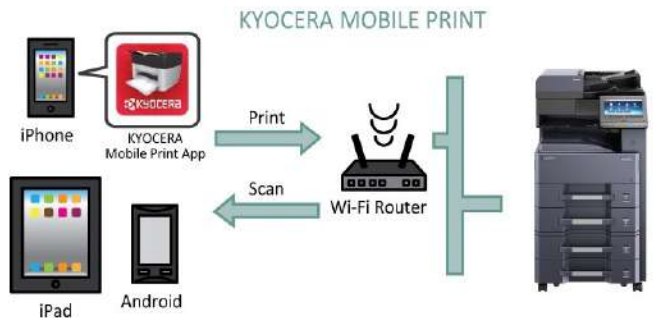 KYOCERA MOBILE PRINT
KYOCERA
iPhone
KYOCERA
Mobile Print App
Print
Scan
Wi-Fi Router
iPad
Android